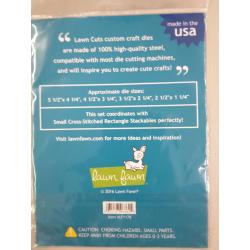 made in the
usa
“Lawn Cuts custom craft dies
are made of 100% high-quality steel,
compatible with most die cutting machines,
and will inspire you to create cute crafts!”
Approximate die sizes:
5 1/2"x 4 1/4", 4 1/2"x 3 1/4", 3 1/2"x 2 1/4", 2 1/2"x 1 1/4"
This set coordinates with
Small Cross-Stitched Rectangle Stackables perfectly!
Visit lawnfawn.com for more ideas and inspiration!
lawn fawn
© 2016 Lawn Fawn®
CAUTION: CHOKING HAZARD. SMALL PARTS.
KEEP AWAY FROM CHILDREN UNDER 3 YEARS OLD.